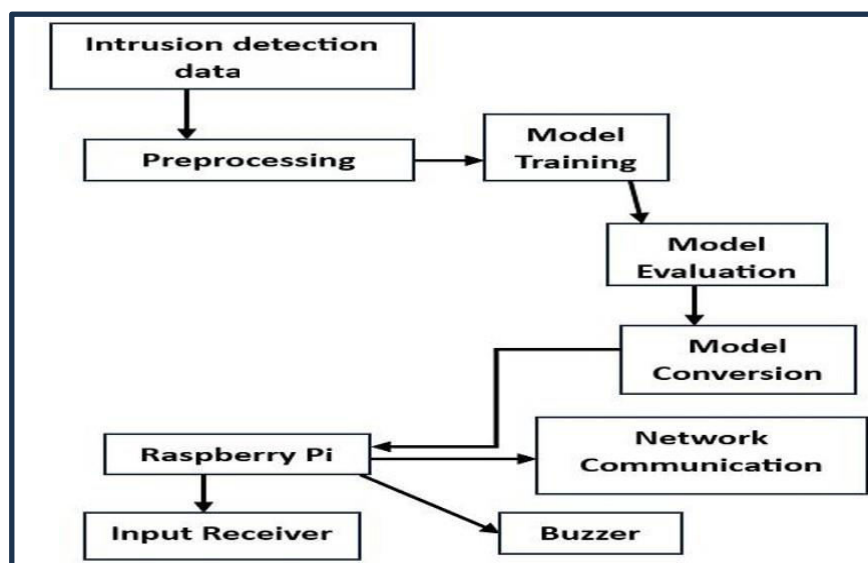 Intrusion detection
data
Preprocessing
Model
Training
Model
Evaluation
Model
Conversion
Raspberry Pi
Network
Communication
Input Receiver
Buzzer